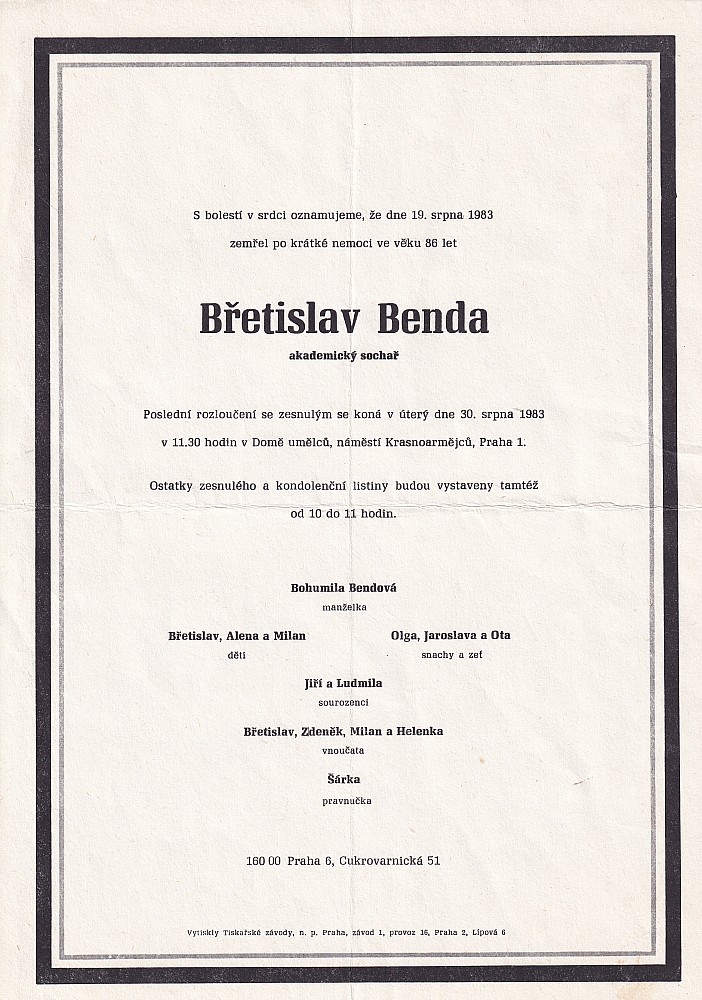 S bolestí v srdci oznamujeme, že dne 19. srpna 1983
zemřel po krátké nemoci ve věku 86 let
Břetislav Benda
akademický sochař
Poslední rozloučení se zesnulým se koná v úterý dne 30. srpna 1983
v 11.30 hodin v Domě umělců, náměstí Krasnoarmějců, Praha 1.
Ostatky zesnulého a kondolenční listiny budou vystaveny tamtéž
od 10 do 11 hodin.
Bohumila Bendová
manželka
Břetislav, Alena a Milan
děti
Olga, Jaroslava a Ota
snachy a zeť
Jiří a Ludmila
sourozenci
Břetislav, Zdeněk, Milan a Helenka
vnoučata
Šárka
pravnučka
160 00 Praha 6, Cukrovarnická 51
Vytiskly Tiskařské závody, n. p. Praha, závod 1, provoz 16, Praha 2, Lípová 6